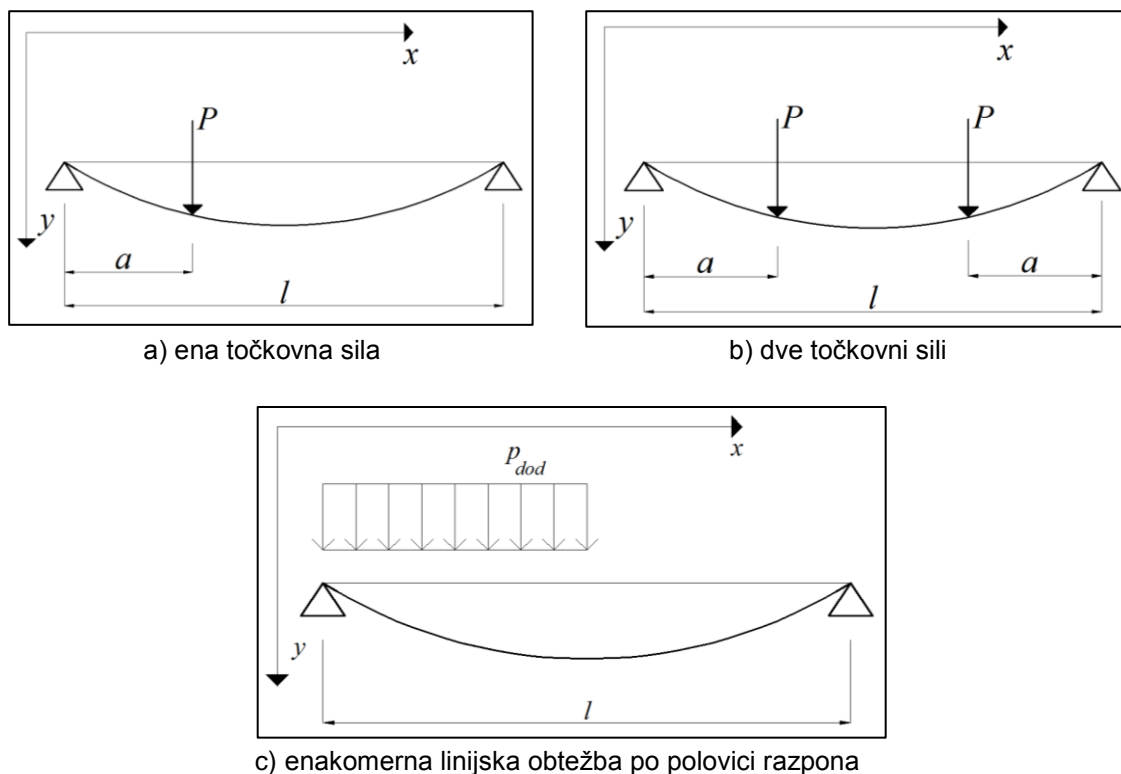 x
P
y
a
l
a) ena točkovna sila
x
P
P
y
a
a
l
b) dve točkovni sili
x
p_dod
y
l
c) enakomerna linijska obtežba po polovici razpona